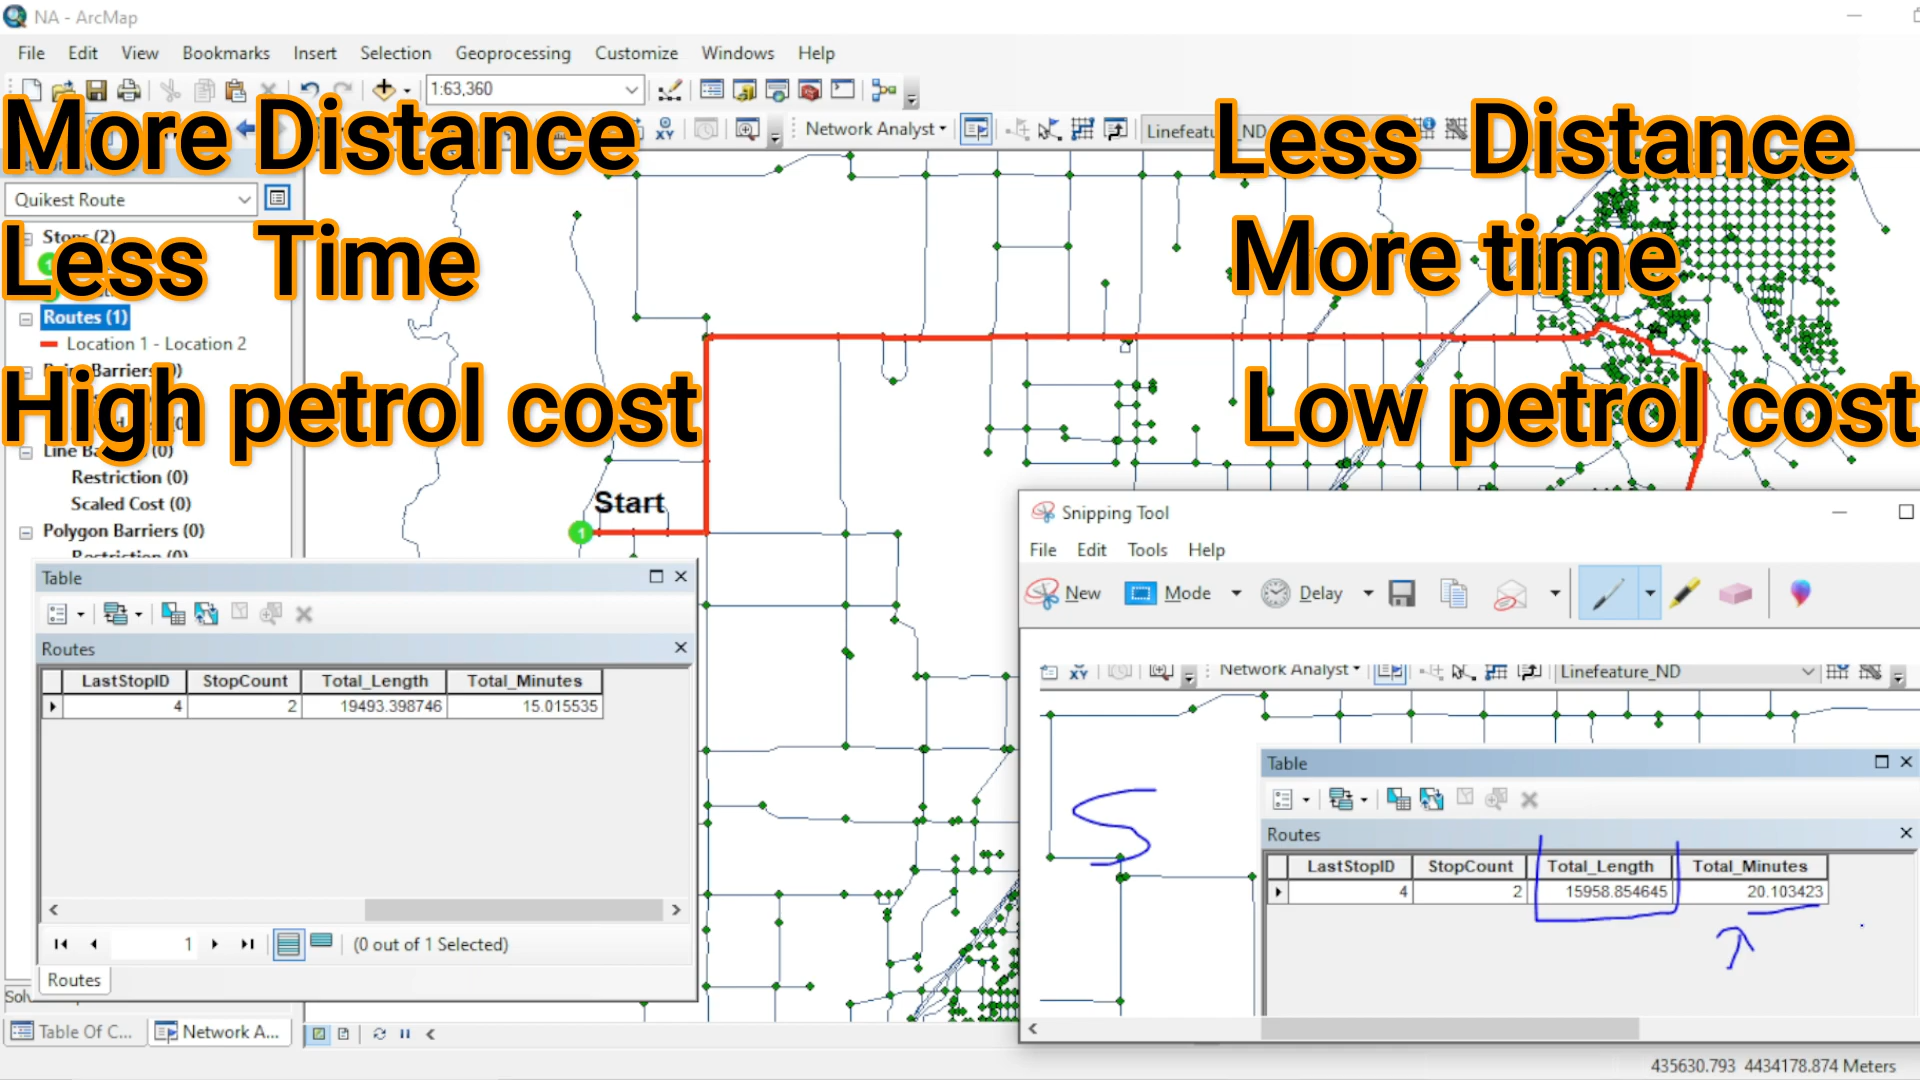 NA - ArcMap
File Edit View Bookmarks Insert Selection Geoprocessing Customize Windows Help
1:63,360
More Distance
Less Distance
Network Analyst
Quikest Route
Stops (2)
Less Time
More time
Routes (1)
Location 1 - Location 2
High petrol cost
Low petrol cost
Restriction (0)
Scaled Cost (0)
Polygon Barriers (0)
Start
1
Table
Routes
LastStopID StopCount Total_Length Total_Minutes
4 2 19493.398746 15.015535
1
(0 out of 1 Selected)
Routes
Table Of C...
Network A...
Snipping Tool
File Edit Tools Help
New Mode Delay
Network Analyst
Linefeature_ND
S
Table
Routes
LastStopID StopCount Total_Length Total_Minutes
4 2 15958.854645 20.103423
435630.793 4434178.874 Meters